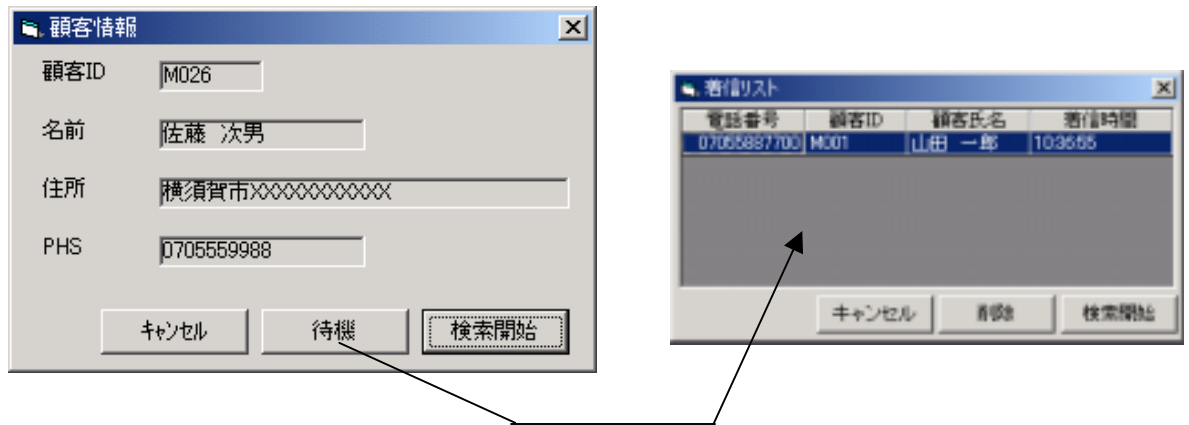 顧客情報
顧客ID M026
名前 佐藤 次男
住所 横須賀市XXXXXXXXXXXX
PHS 0705559988
キャンセル 待機 検索開始
着信リスト
電話番号 顧客ID 顧客氏名 着信時間
07055887700 M001 山田 一郎 10:36:55
キャンセル 削除 検索開始